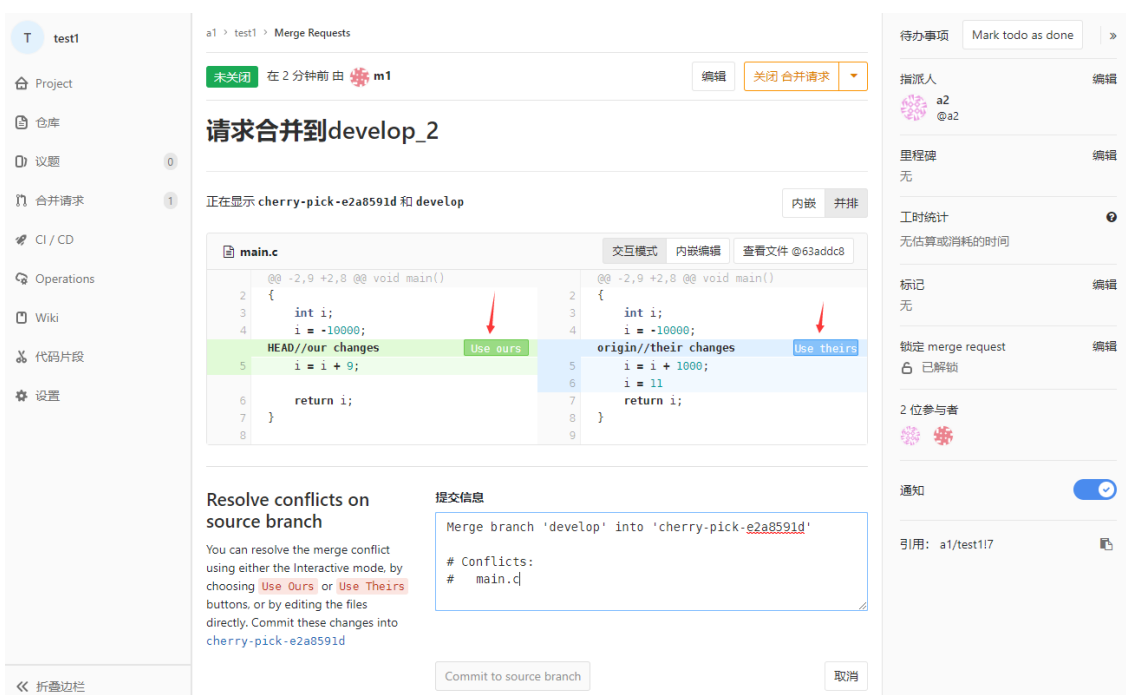 T test1
Project
仓库
议题 0
合并请求 1
CI / CD
Operations
Wiki
代码片段
设置
折叠边栏
a1 > test1 > Merge Requests
未关闭 在 2 分钟前 由 m1 编辑 关闭 合并请求
请求合并到develop_2
正在显示 cherry-pick-e2a8591d 和 develop 内嵌 并排
main.c 交互模式 内嵌编辑 查看文件 @63addc8
@@ -2,9 +2,8 @@ void main()
2 {
3 int i;
4 i = -10000;
HEAD//our changes Use ours
5 i = i + 9;
6 return i;
7 }
8
@@ -2,9 +2,8 @@ void main()
2 {
3 int i;
4 i = -10000;
origin//their changes Use theirs
5 i = i + 1000;
6 i = 11
7 return i;
8 }
9
Resolve conflicts on
source branch
You can resolve the merge conflict
using either the Interactive mode, by
choosing Use Ours or Use Theirs
buttons, or by editing the files
directly. Commit these changes into
cherry-pick-e2a8591d
提交信息
Merge branch 'develop' into 'cherry-pick-e2a8591d'
# Conflicts:
# main.c
Commit to source branch 取消
待办事项 Mark todo as done »
指派人 编辑
a2
@a2
里程碑 编辑
无
工时统计
无估算或消耗的时间
标记 编辑
无
锁定 merge request 编辑
已解锁
2 位参与者
通知
引用： a1/test1!7